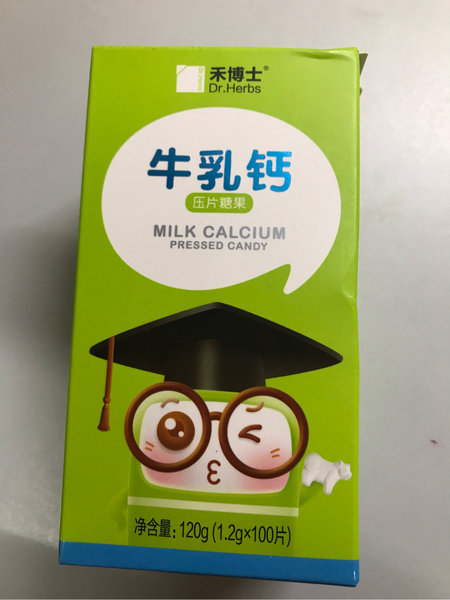 禾博士®
Dr.Herbs
牛乳钙
压片糖果
MILK CALCIUM
PRESSED CANDY
净含量: 120g (1.2g×100片)